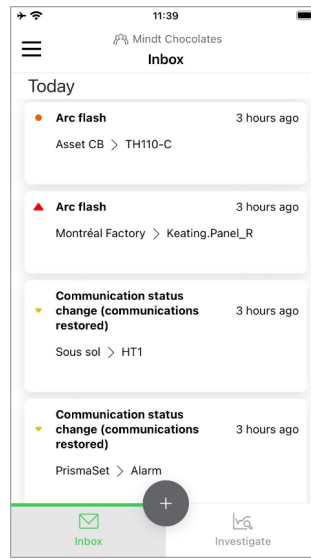 11:39
Mindt Chocolates
Inbox
Today
Arc flash 3 hours ago
Asset CB > TH110-C
Arc flash 3 hours ago
Montréal Factory > Keating.Panel_R
Communication status
change (communications 3 hours ago
restored)
Sous sol > HT1
Communication status
change (communications 3 hours ago
restored)
PrismaSet > Alarm
+
Inbox Investigate